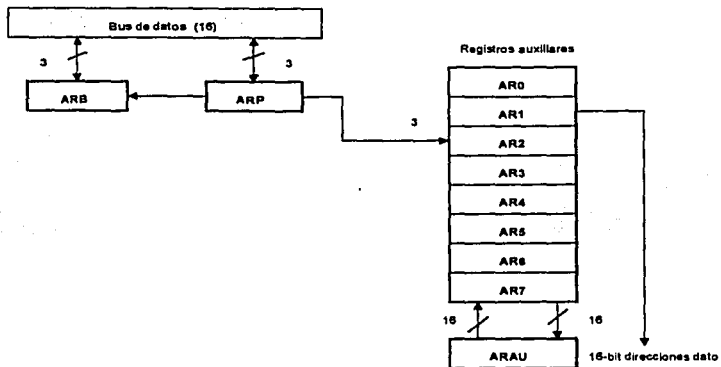 Bus de datos (16)
3
3
Registros auxiliares
ARB
ARP
3
AR0
AR1
AR2
AR3
AR4
AR5
AR6
AR7
16
16
ARAU
16-bit direcciones dato